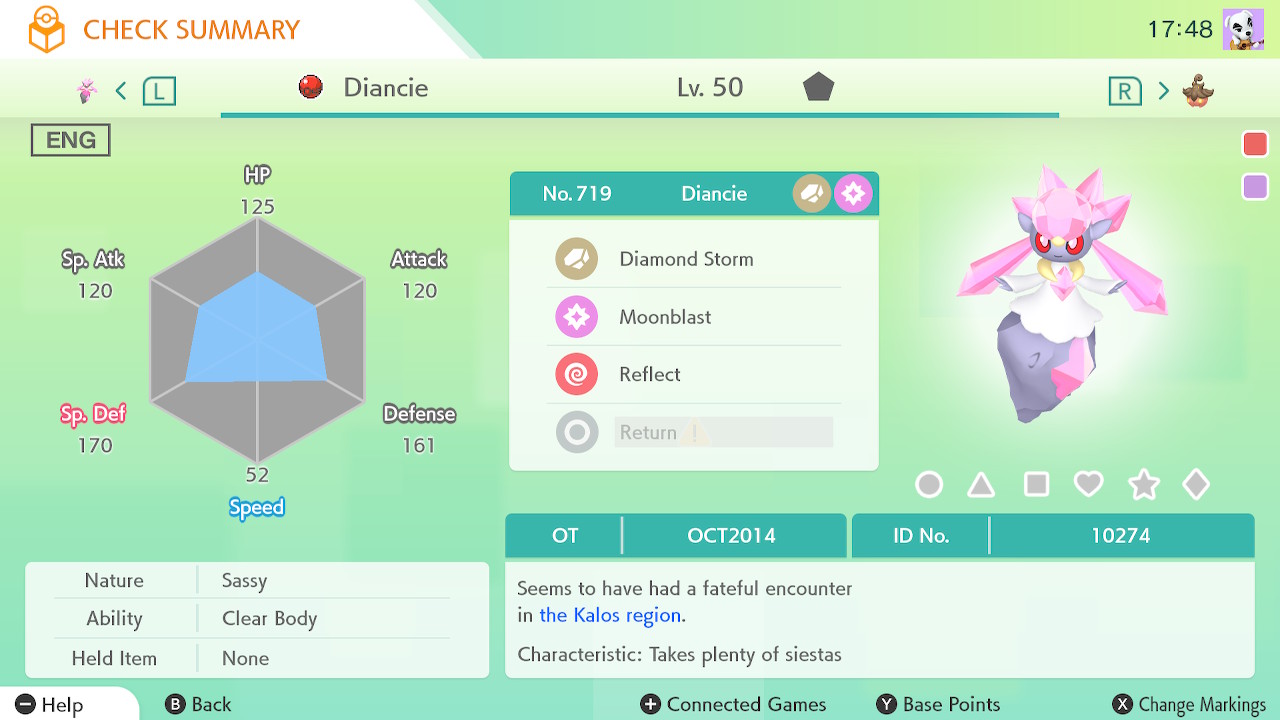 CHECK SUMMARY
17:48
L
Diancie
Lv. 50
R
ENG
HP
125
Sp. Atk
120
Attack
120
Sp. Def
170
Defense
161
52
Speed
No. 719 Diancie
Diamond Storm
Moonblast
Reflect
Return
OT OCT2014 ID No. 10274
Seems to have had a fateful encounter
in the Kalos region.
Characteristic: Takes plenty of siestas
Nature Sassy
Ability Clear Body
Held Item None
Help
B Back
Connected Games
Y Base Points
X Change Markings